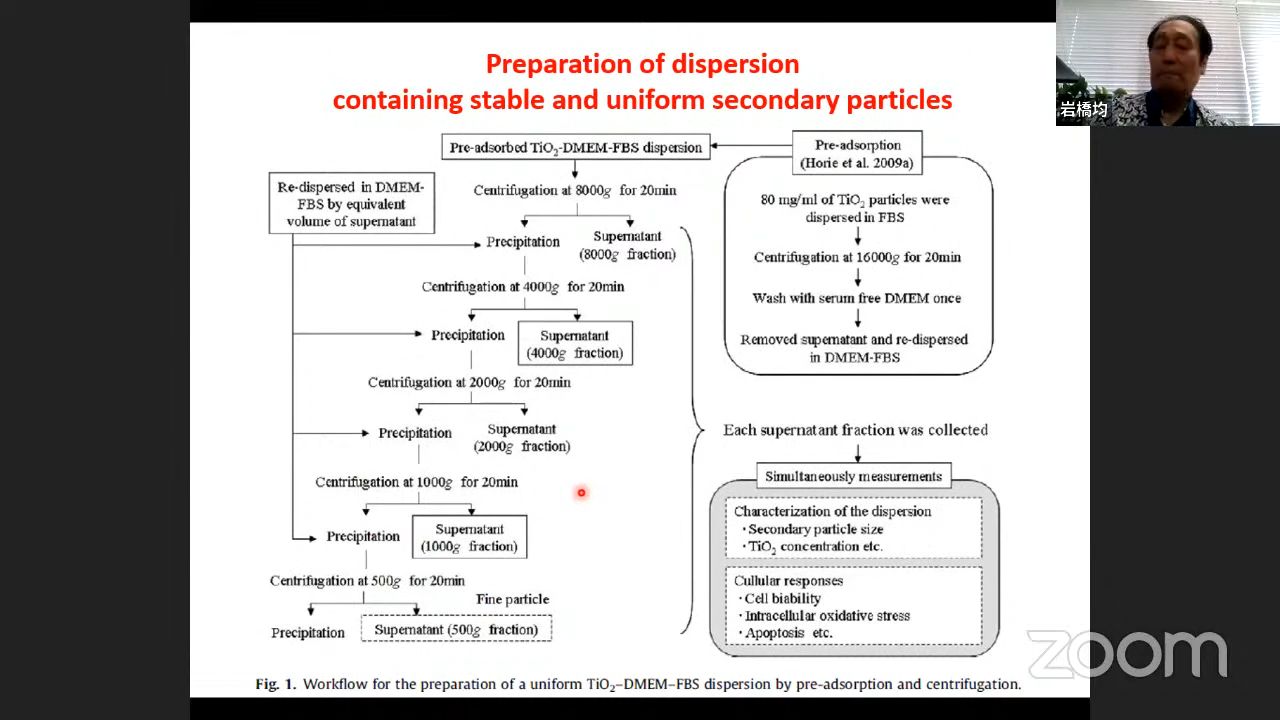 Preparation of dispersion
containing stable and uniform secondary particles
岩橋均
Pre-adsorbed TiO2-DMEM-FBS dispersion
Pre-adsorption
(Horie et al. 2009a)
Re-dispersed in DMEM-
FBS by equivalent
volume of supernatant
Centrifugation at 8000g for 20min
Precipitation
Supernatant
(8000g fraction)
Centrifugation at 4000g for 20min
Precipitation
Supernatant
(4000g fraction)
Centrifugation at 2000g for 20min
Precipitation
Supernatant
(2000g fraction)
Centrifugation at 1000g for 20min
Precipitation
Supernatant
(1000g fraction)
Centrifugation at 500g for 20min
Fine particle
Precipitation
Supernatant (500g fraction)
80 mg/ml of TiO2 particles were
dispersed in FBS
Centrifugation at 16000g for 20min
Wash with serum free DMEM once
Removed supernatant and re-dispersed
in DMEM-FBS
Each supernatant fraction was collected
Simultaneously measurements
Characterization of the dispersion
・Secondary particle size
・TiO2 concentration etc.
Cullular responses
・Cell biability
・Intracellular oxidative stress
・Apoptosis etc.
zoom
Fig. 1. Workflow for the preparation of a uniform TiO2–DMEM–FBS dispersion by pre-adsorption and centrifugation.